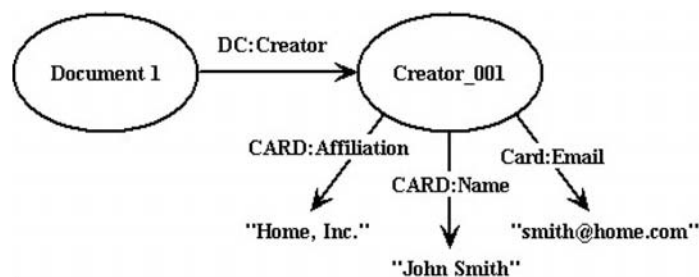 DC:Creator
Document 1
Creator_001
CARD:Affiliation
Card:Email
CARD:Name
"Home, Inc."
"smith@home.com"
"John Smith"